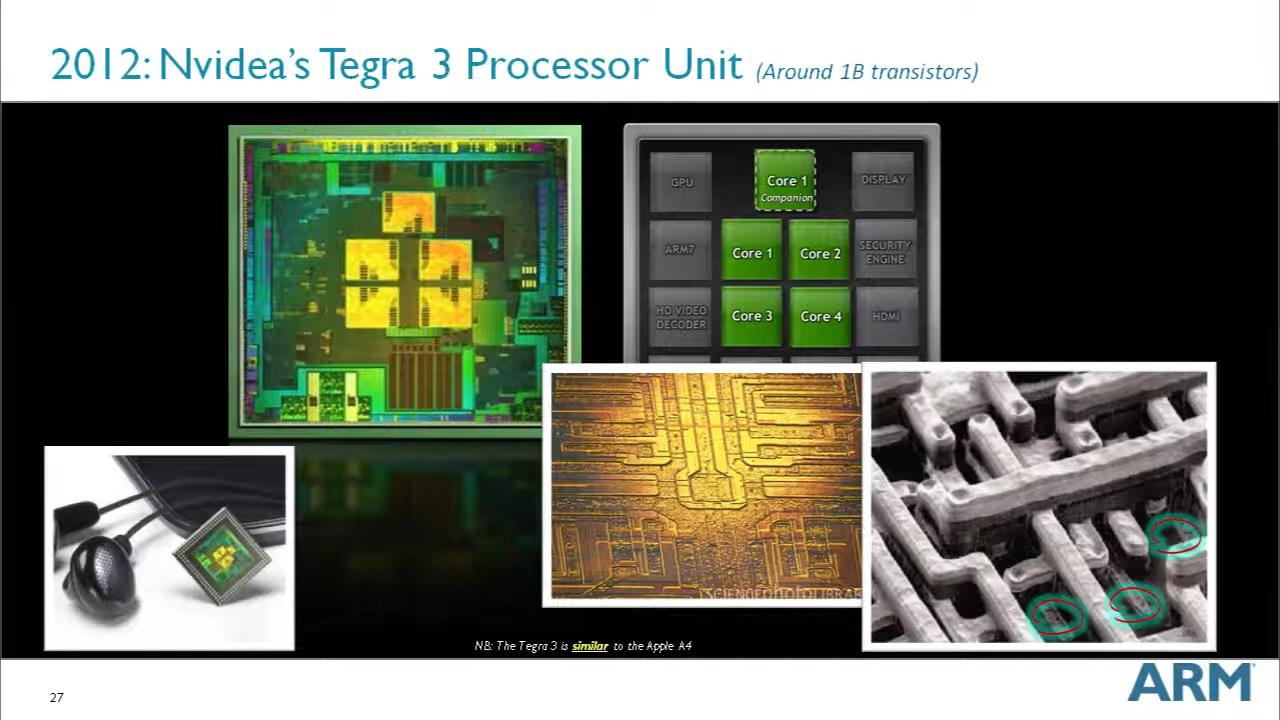 2012: Nvidea's Tegra 3 Processor Unit (Around 1B transistors)
GPU
Core 1
Companion
DISPLAY
ARM7
Core 1
Core 2
SECURITY
ENGINE
HD VIDEO
DECODER
Core 3
Core 4
HDMI
SCIENCEPHOTOLIBRAR
NB: The Tegra 3 is similar to the Apple A4
27
ARM